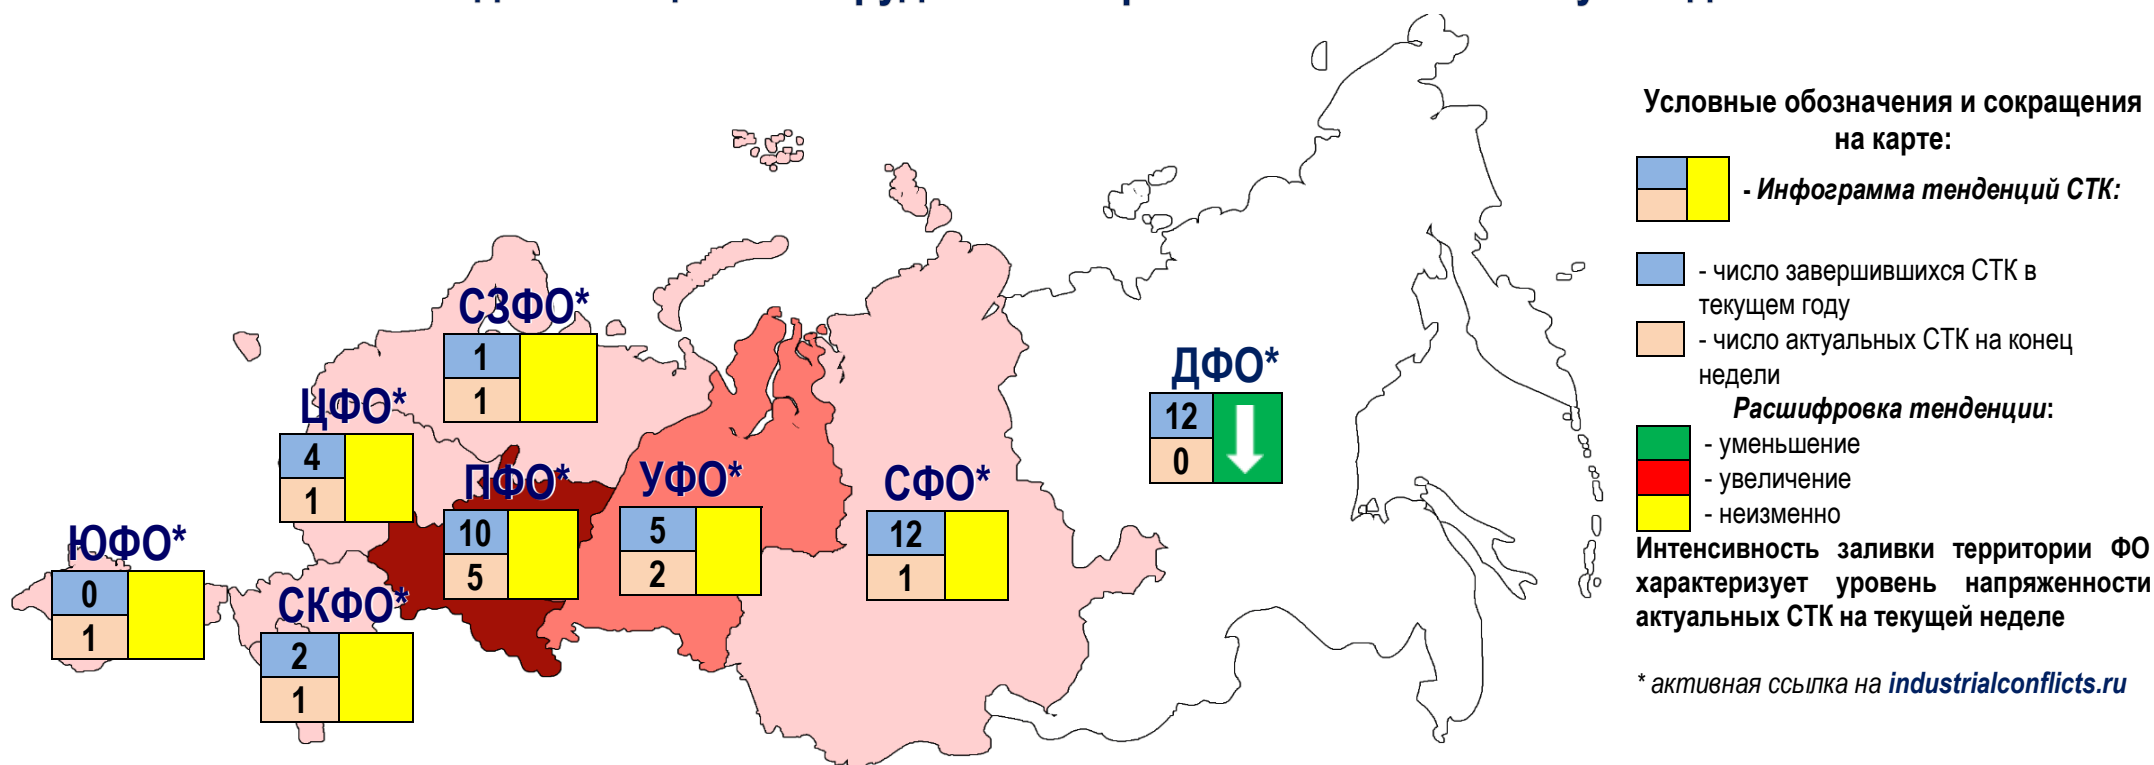 СЗФО*
1
1
ЦФО*
4
1
ПФО*
10
5
УФО*
5
2
СФО*
12
1
ДФО*
12
0
ЮФО*
0
1
СКФО*
2
1
Условные обозначения и сокращения
на карте:
- Инфограмма тенденций СТК:
- число завершившихся СТК в
текущем году
- число актуальных СТК на конец
недели
Расшифровка тенденции:
- уменьшение
- увеличение
- неизменно
Интенсивность заливки территории ФО
характеризует уровень напряженности
актуальных СТК на текущей неделе
* активная ссылка на industrialconflicts.ru